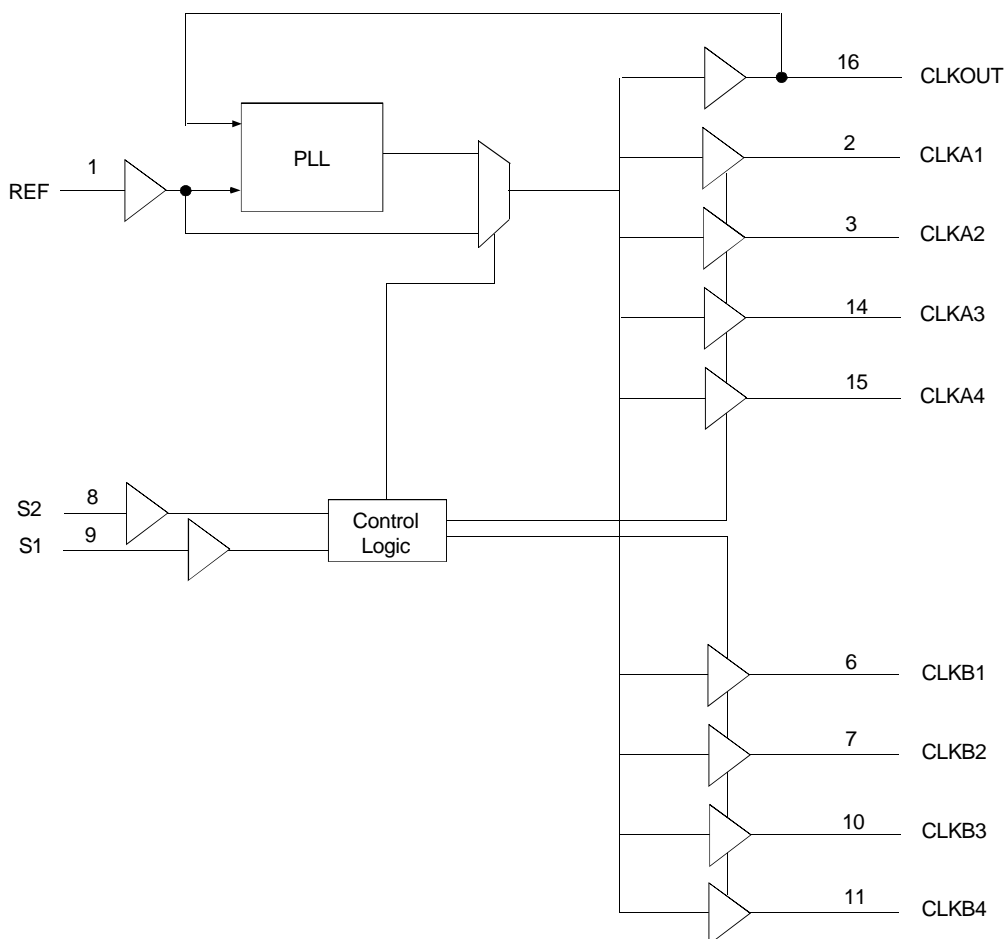 16 CLKOUT
PLL
1
REF
2 CLKA1
3 CLKA2
14 CLKA3
15 CLKA4
S2 8
S1 9
Control
Logic
6 CLKB1
7 CLKB2
10 CLKB3
11 CLKB4